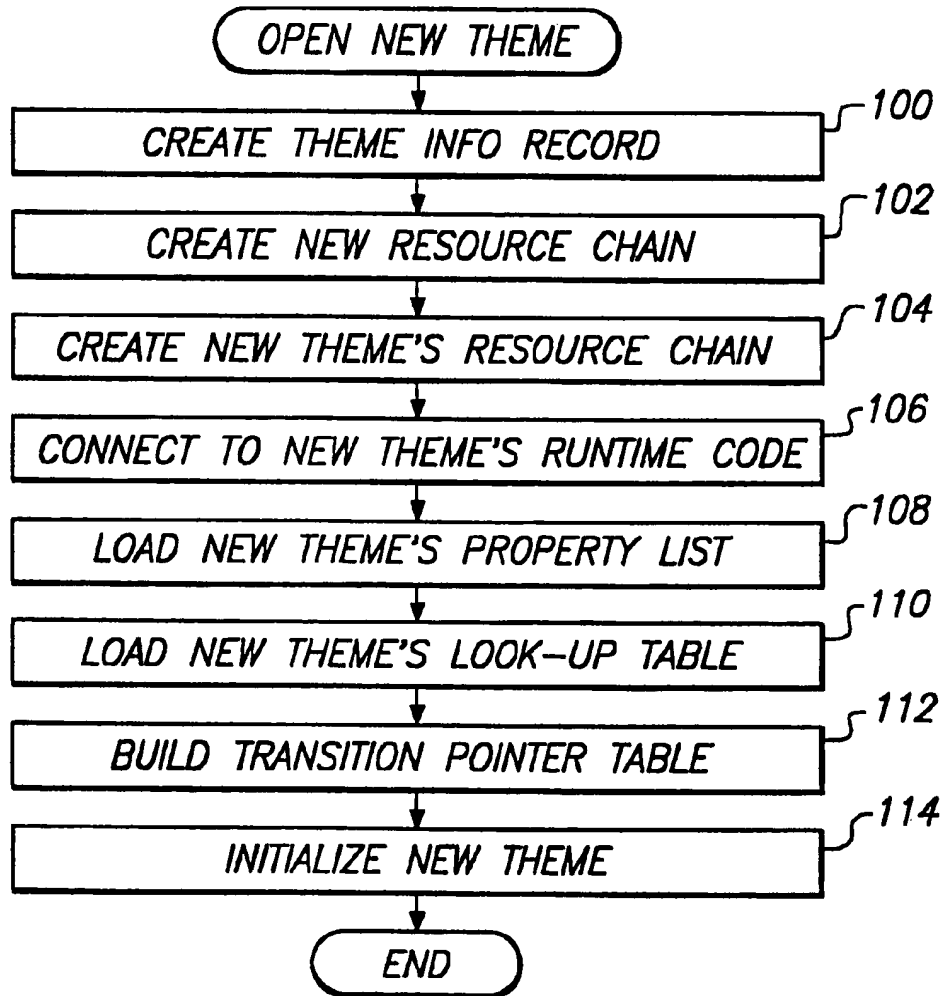 OPEN NEW THEME
100
CREATE THEME INFO RECORD
102
CREATE NEW RESOURCE CHAIN
104
CREATE NEW THEME'S RESOURCE CHAIN
106
CONNECT TO NEW THEME'S RUNTIME CODE
108
LOAD NEW THEME'S PROPERTY LIST
110
LOAD NEW THEME'S LOOK-UP TABLE
112
BUILD TRANSITION POINTER TABLE
114
INITIALIZE NEW THEME
END